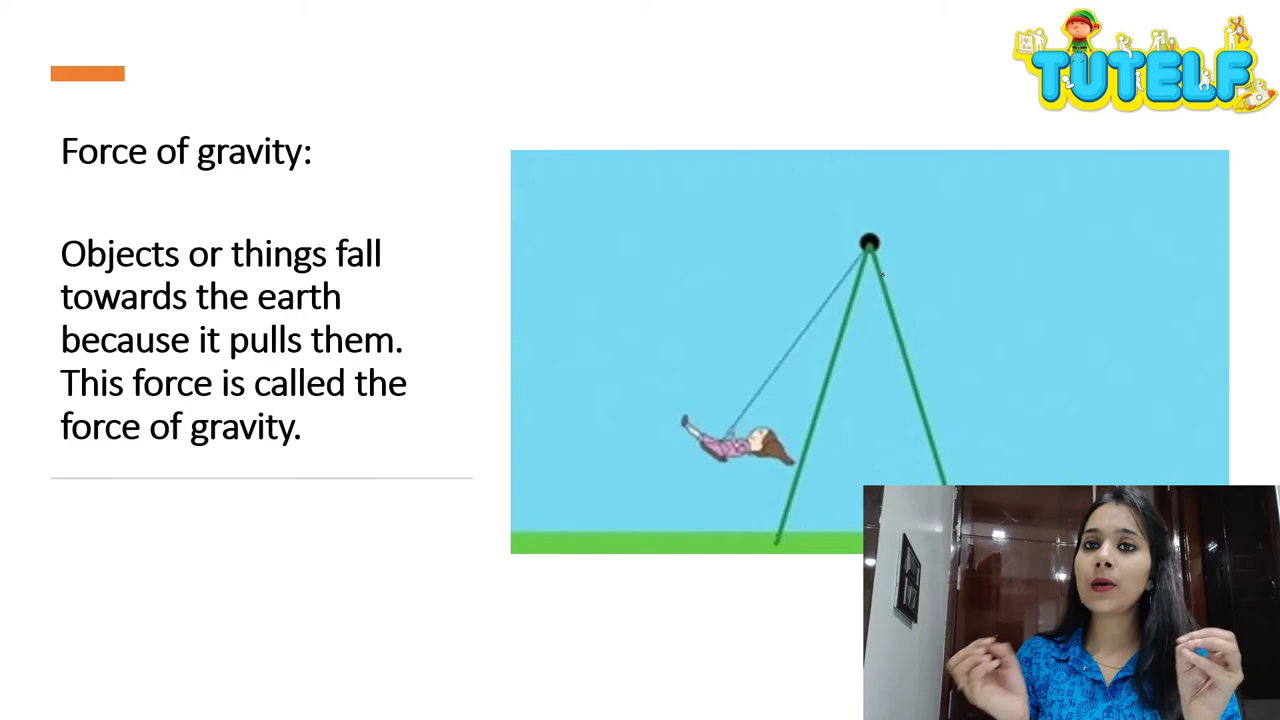 TUTELF
Force of gravity:
Objects or things fall
towards the earth
because it pulls them.
This force is called the
force of gravity.